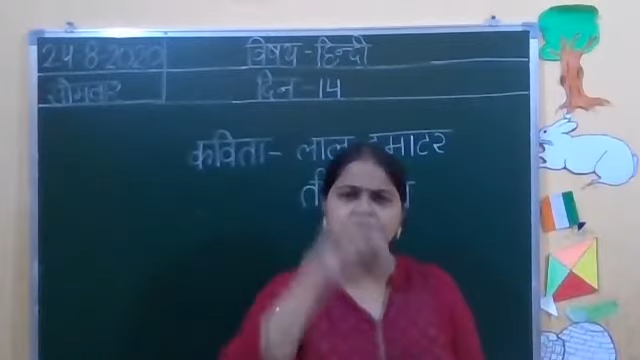 24-8-2020 विषय-हिन्दी
सोमवार दिन-14
कविता- लाल टमाटर